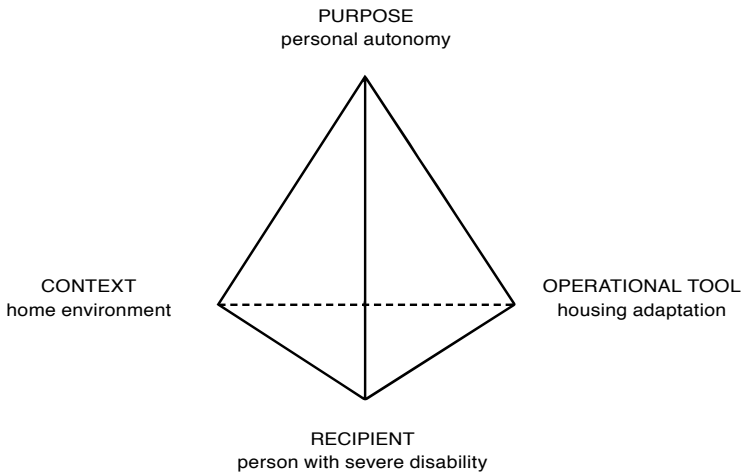 PURPOSE
personal autonomy
CONTEXT
home environment
OPERATIONAL TOOL
housing adaptation
RECIPIENT
person with severe disability